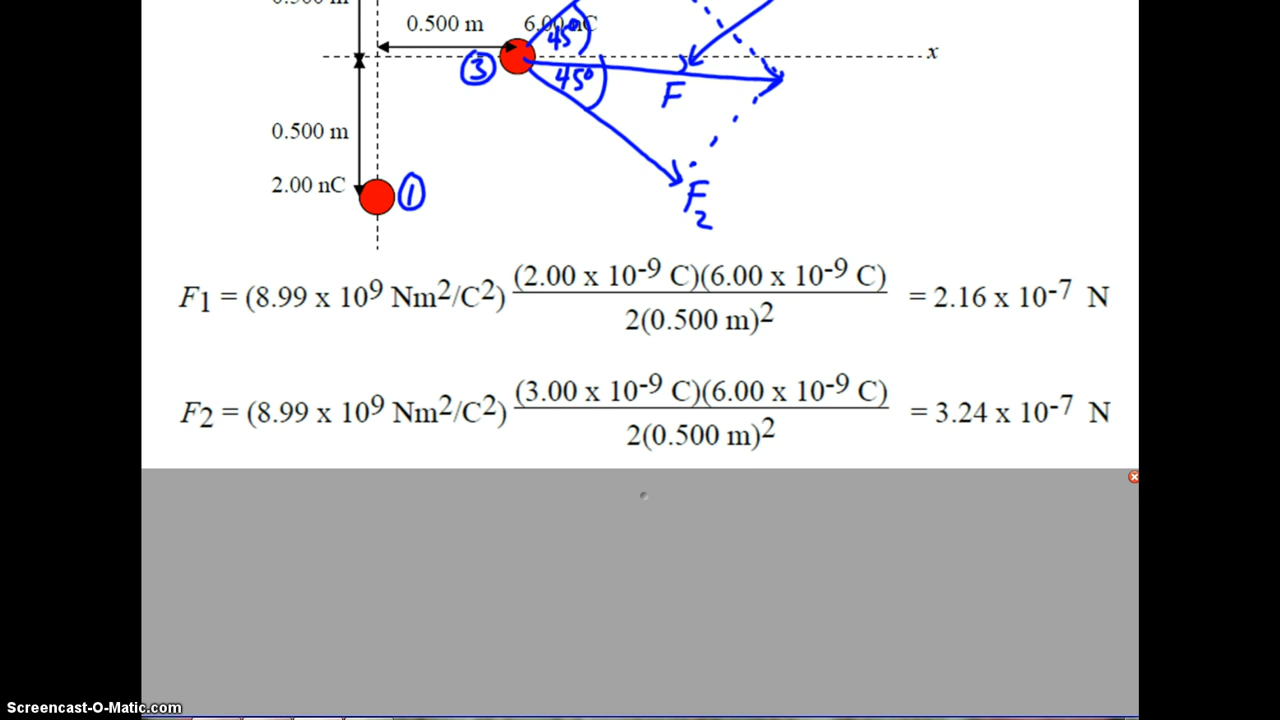 0.500 m
0.500 m 6.00 nC
45°
x
③
45°
F
0.500 m
2.00 nC ①
F2
F1 = (8.99 x 10^9 Nm^2/C^2) (2.00 x 10^-9 C)(6.00 x 10^-9 C) / 2(0.500 m)^2 = 2.16 x 10^-7 N
F2 = (8.99 x 10^9 Nm^2/C^2) (3.00 x 10^-9 C)(6.00 x 10^-9 C) / 2(0.500 m)^2 = 3.24 x 10^-7 N
Screencast-O-Matic.com